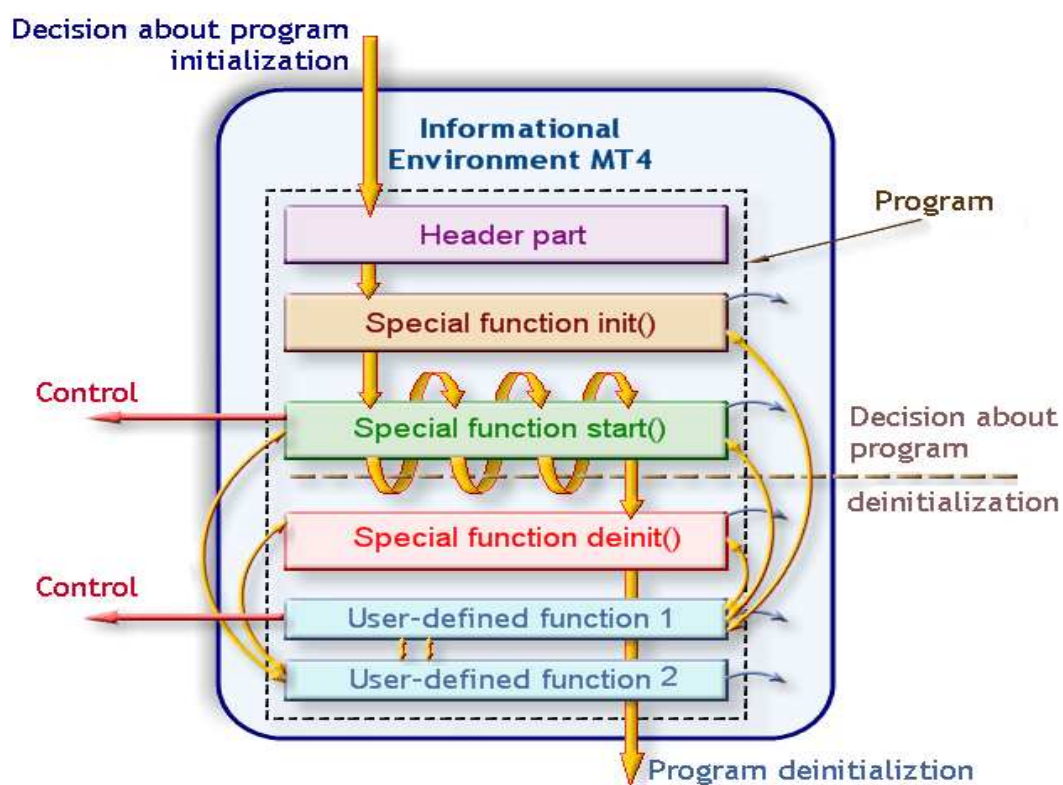 Decision about program
initialization
Informational
Environment MT4
Program
Header part
Special function init()
Control
Special function start()
Decision about
program
deinitialization
Special function deinit()
Control
User-defined function 1
User-defined function 2
Program deinitializtion